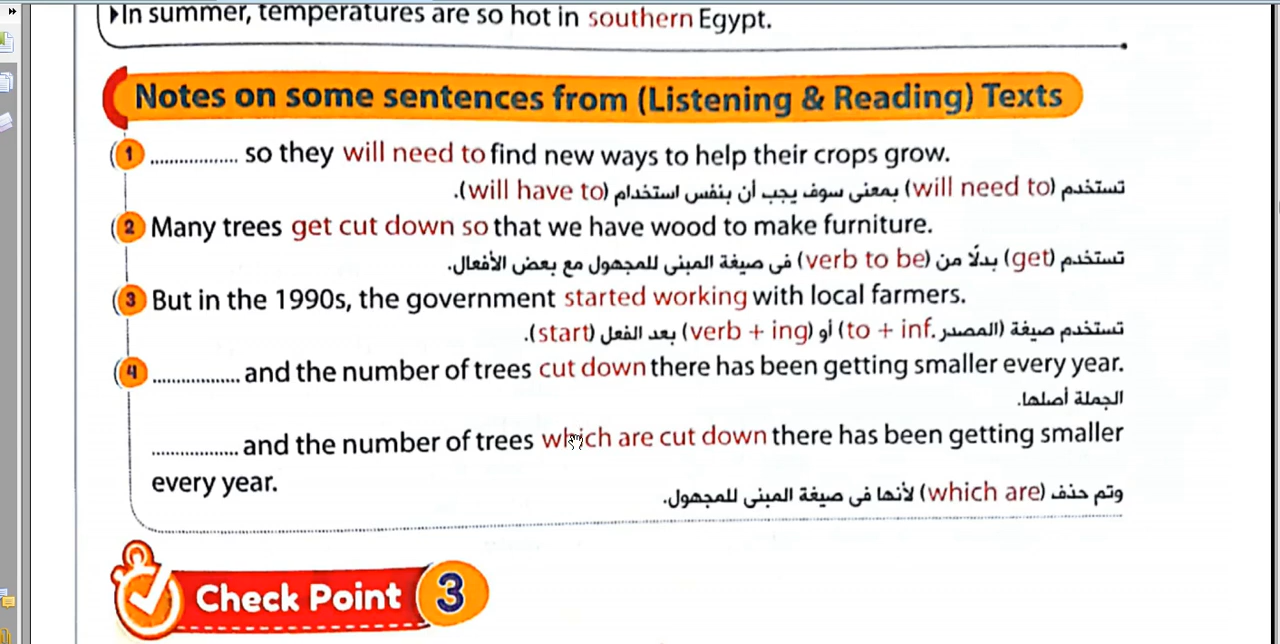 ▸In summer, temperatures are so hot in southern Egypt.
Notes on some sentences from (Listening & Reading) Texts
1 .................. so they will need to find new ways to help their crops grow.
تستخدم (will need to) بمعنى سوف يجب أن بنفس استخدام (will have to).
2 Many trees get cut down so that we have wood to make furniture.
تستخدم (get) بدلًا من (verb to be) فى صيغة المبنى للمجهول مع بعض الأفعال.
3 But in the 1990s, the government started working with local farmers.
تستخدم صيغة (المصدر to + inf.) أو (verb + ing) بعد الفعل (start).
4 .................. and the number of trees cut down there has been getting smaller every year.
الجملة أصلها.
.................. and the number of trees which are cut down there has been getting smaller
every year.
وتم حذف (which are) لأنها فى صيغة المبنى للمجهول.
Check Point 3